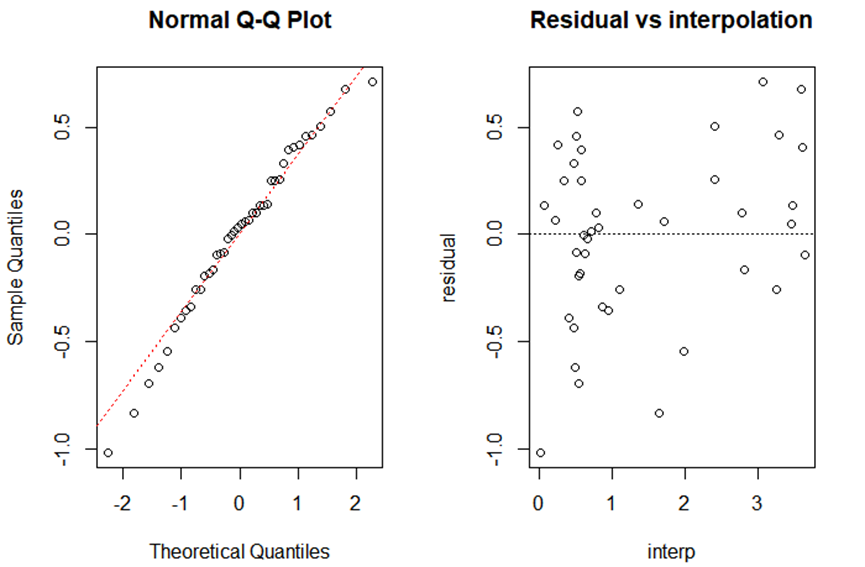 Normal Q-Q Plot
Sample Quantiles
0.5
0.0
-0.5
-1.0
-2 -1 0 1 2
Theoretical Quantiles
Residual vs interpolation
residual
0.5
0.0
-0.5
-1.0
0 1 2 3
interp